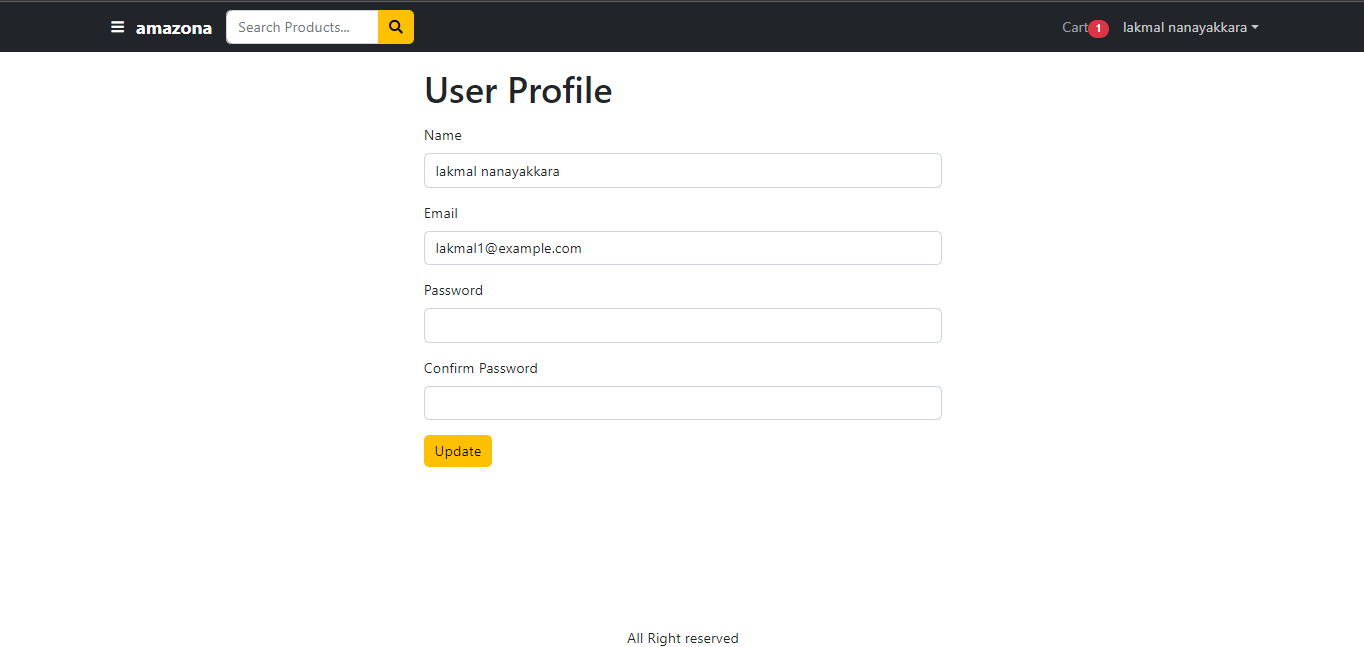 amazona Search Products... Cart 1 lakmal nanayakkara
User Profile
Name
lakmal nanayakkara
Email
lakmal1@example.com
Password
Confirm Password
Update
All Right reserved